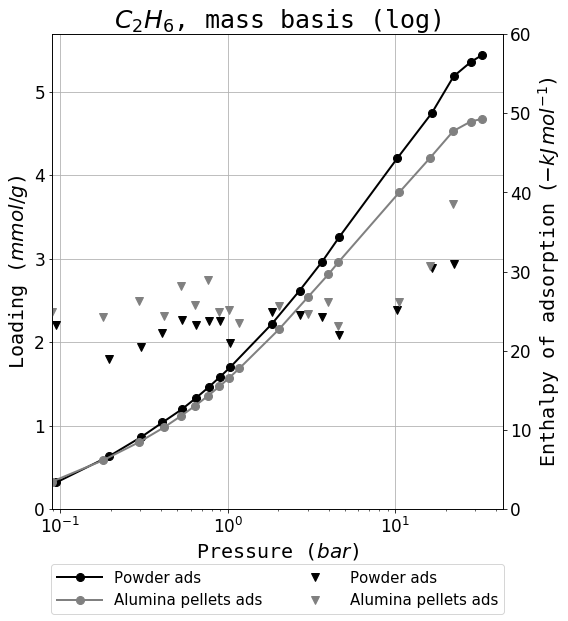 C₂H₆, mass basis (log)
Loading (mmol/g)
5
4
3
2
1
0
60
50
40
30
20
10
0
Enthalpy of adsorption (−kJ mol⁻¹)
10⁻¹ 10⁰ 10¹
Pressure (bar)
Powder ads Powder ads
Alumina pellets ads Alumina pellets ads